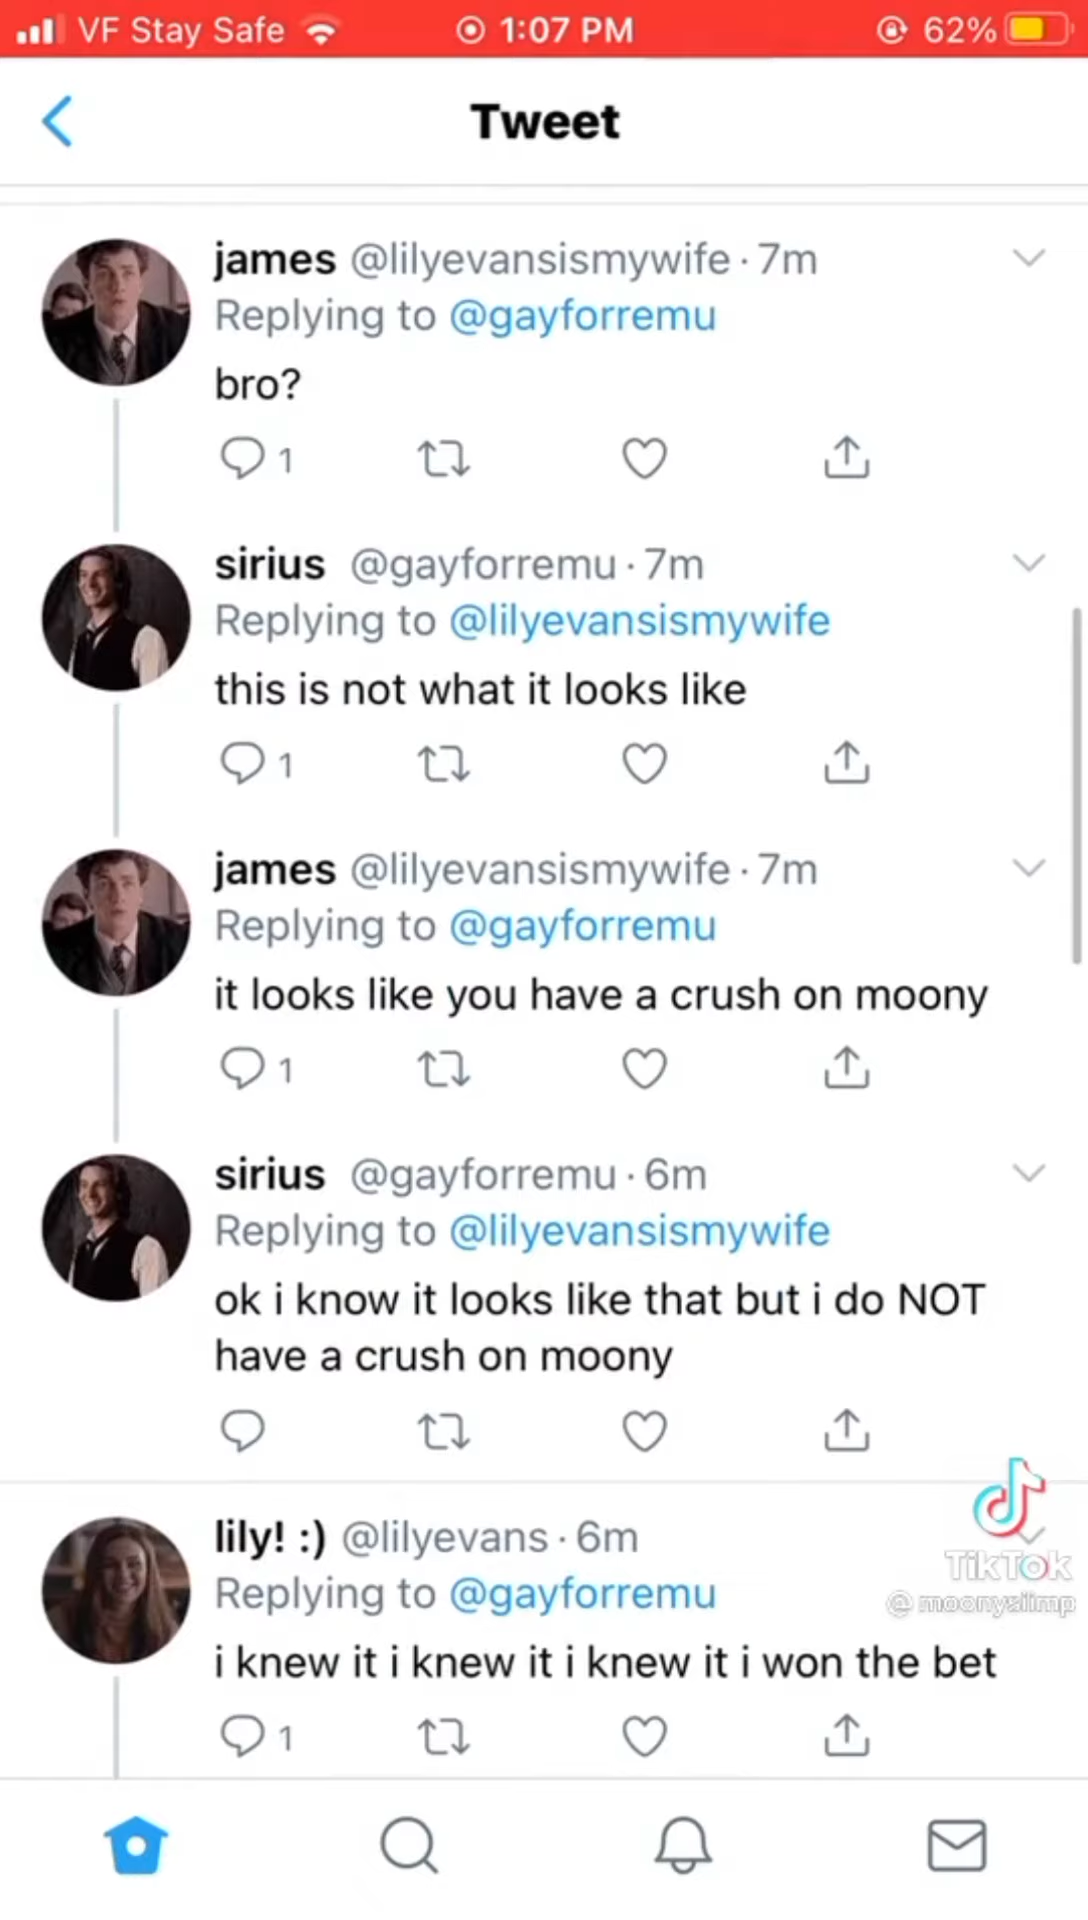 VF Stay Safe 1:07 PM 62%
Tweet
james @lilyevansismywife · 7m
Replying to @gayforremu
bro?
1
sirius @gayforremu · 7m
Replying to @lilyevansismywife
this is not what it looks like
1
james @lilyevansismywife · 7m
Replying to @gayforremu
it looks like you have a crush on moony
1
sirius @gayforremu · 6m
Replying to @lilyevansismywife
ok i know it looks like that but i do NOT
have a crush on moony
lily! :) @lilyevans · 6m
TikTok
Replying to @gayforremu
@moonysiimp
i knew it i knew it i knew it i won the bet
1